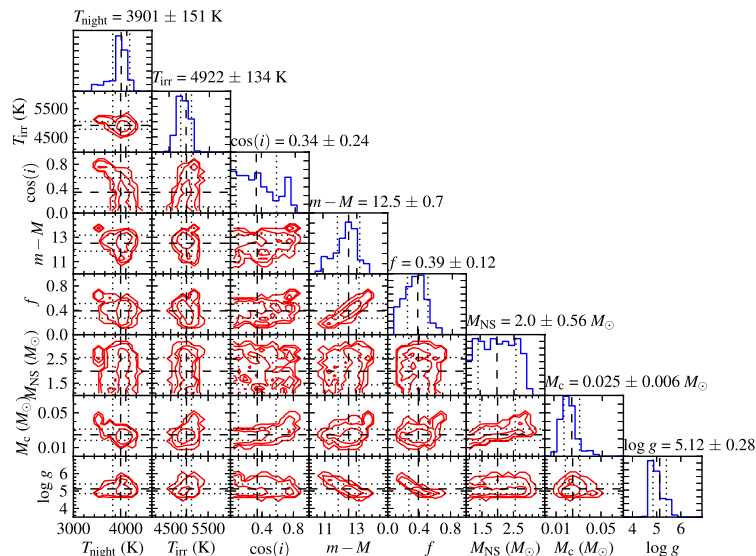 T_night = 3901 ± 151 K
T_irr = 4922 ± 134 K
5500
4500
T_irr (K)
cos(i) = 0.34 ± 0.24
0.8
0.4
0.0
cos(i)
m − M = 12.5 ± 0.7
13
11
m − M
f = 0.39 ± 0.12
0.8
0.4
0.0
f
M_NS = 2.0 ± 0.56 M_⊙
2.5
1.5
M_NS (M_⊙)
M_c = 0.025 ± 0.006 M_⊙
0.05
0.01
M_c (M_⊙)
log g = 5.12 ± 0.28
6
5
4
log g
3000 4000 4500 5500 0.4 0.8 11 13 0.0 0.4 0.8 1.5 2.5 0.01 0.05 4 5 6
T_night (K) T_irr (K) cos(i) m − M f M_NS (M_⊙) M_c (M_⊙) log g